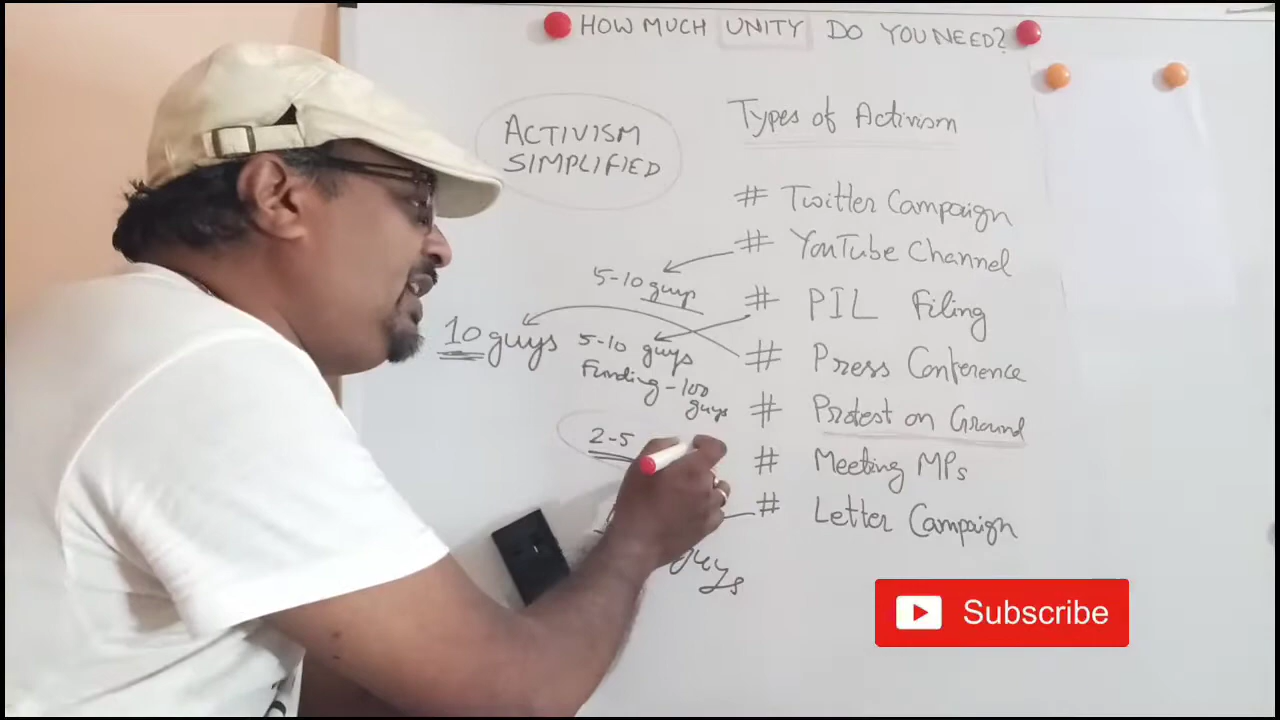 HOW MUCH UNITY DO YOU NEED?
ACTIVISM
SIMPLIFIED
Types of Activism
# Twitter Campaign
# YouTube Channel
5-10 guys
# PIL Filing
5-10 guys
Funding - 100
guys
# Press Conference
10 guys
# Protest on Ground
# Meeting MPs
2-5
# Letter Campaign
guys
Subscribe